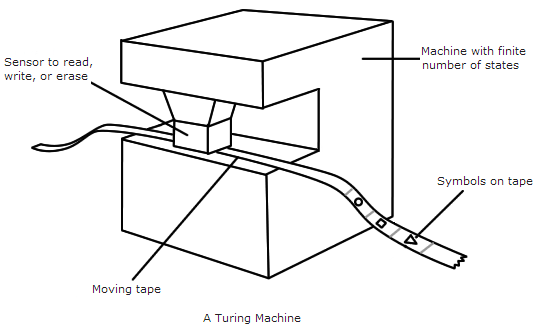 Sensor to read,
write, or erase
Machine with finite
number of states
Symbols on tape
Moving tape
A Turing Machine